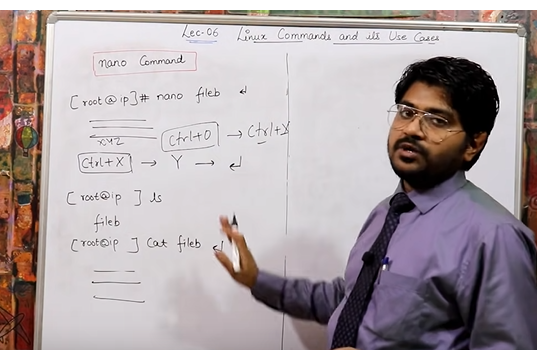 Lec-06 Linux Commands and its Use Cases
nano Command
[root@ip]# nano fileb ↵
xyz
Ctrl+O → Ctrl+X
Ctrl+X → Y → ↵
[root@ip ] ls
fileb
[root@ip ] Cat fileb ↵